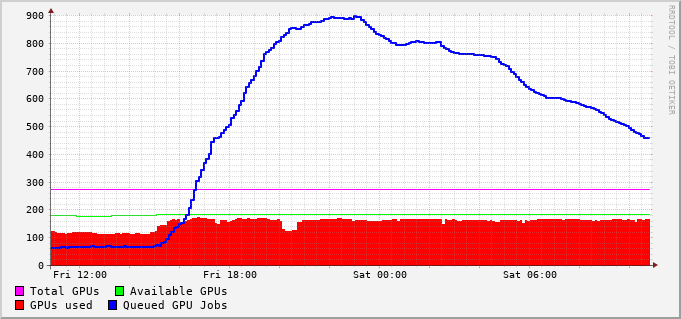 900
800
700
600
500
400
300
200
100
0
Fri 12:00 Fri 18:00 Sat 00:00 Sat 06:00
Total GPUs Available GPUs
GPUs used Queued GPU Jobs
RRDTOOL / TOBI OETIKER